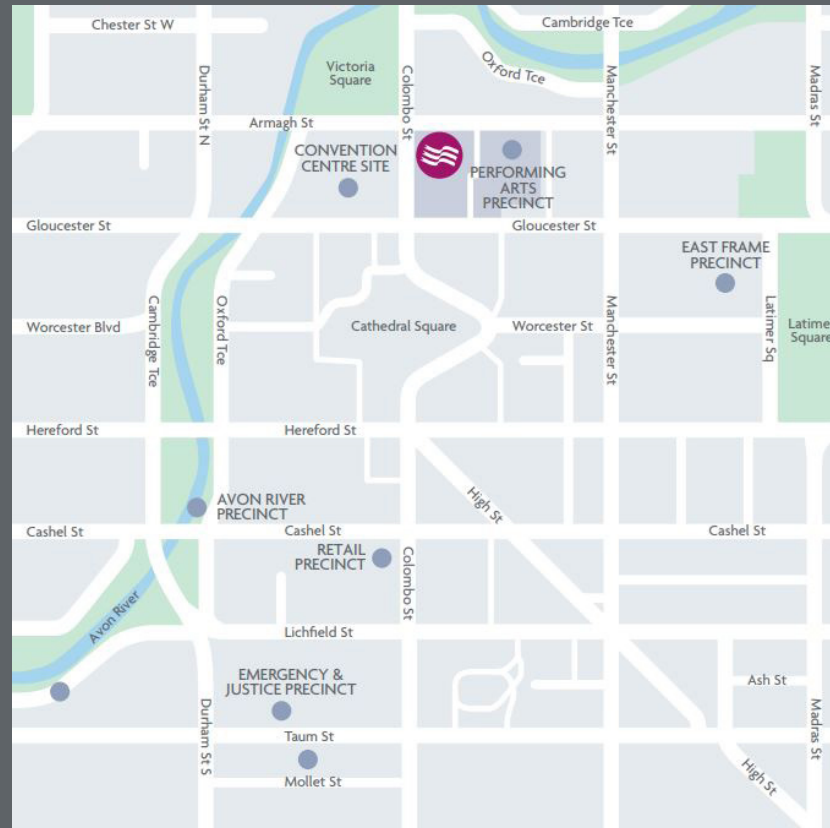 Chester St W
Cambridge Tce
Victoria
Square
Oxford Tce
Durham St N
Colombo St
Manchester St
Madras St
Armagh St
CONVENTION
CENTRE SITE
PERFORMING
ARTS
PRECINCT
Gloucester St
Gloucester St
EAST FRAME
PRECINCT
Cambridge Tce
Oxford Tce
Worcester Blvd
Cathedral Square
Worcester St
Manchester St
Latimer Sq
Latime
Square
Hereford St
Hereford St
High St
AVON RIVER
PRECINCT
Cashel St
Cashel St
Cashel St
RETAIL
PRECINCT
Colombo St
Avon River
Lichfield St
EMERGENCY &
JUSTICE PRECINCT
Ash St
Durham St S
Madras St
Taum St
High St
Mollet St